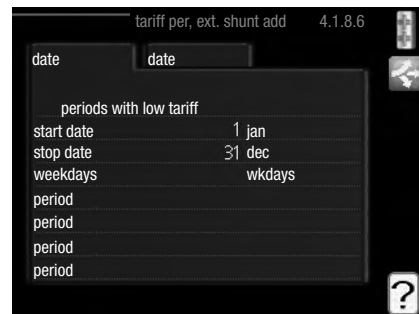 tariff per, ext. shunt add 4.1.8.6
date date
periods with low tariff
start date 1 jan
stop date 31 dec
weekdays wkdays
period
period
period
period
?